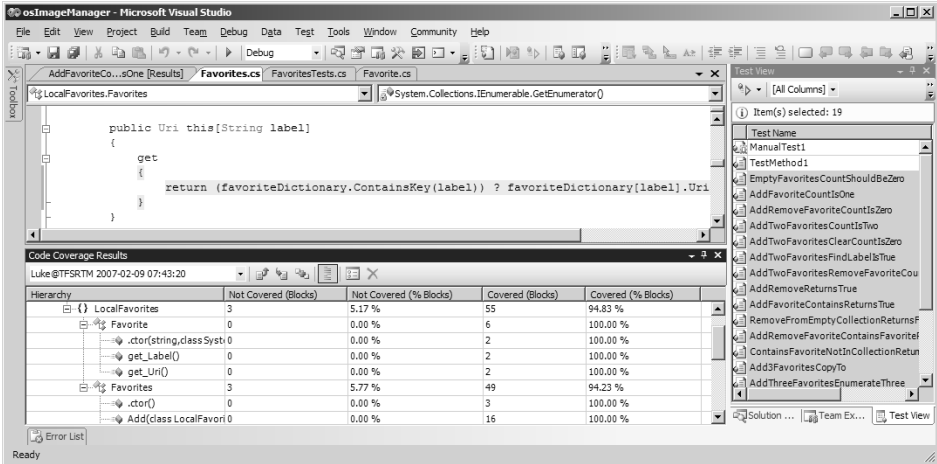 osImageManager - Microsoft Visual Studio
File Edit View Project Build Team Debug Data Test Tools Window Community Help
Debug
Toolbox
AddFavoriteCo...sOne [Results] Favorites.cs FavoritesTests.cs Favorite.cs
LocalFavorites.Favorites
System.Collections.IEnumerable.GetEnumerator()
public Uri this[String label]
{
get
{
return (favoriteDictionary.ContainsKey(label)) ? favoriteDictionary[label].Uri
}
}
Code Coverage Results
Luke@TFSRTM 2007-02-09 07:43:20
Hierarchy Not Covered (Blocks) Not Covered (% Blocks) Covered (Blocks) Covered (% Blocks)
{} LocalFavorites 3 5.17 % 55 94.83 %
Favorite 0 0.00 % 6 100.00 %
.ctor(string,class Syst 0 0.00 % 2 100.00 %
get_Label() 0 0.00 % 2 100.00 %
get_Uri() 0 0.00 % 2 100.00 %
Favorites 3 5.77 % 49 94.23 %
.ctor() 0 0.00 % 3 100.00 %
Add(class LocalFavori 0 0.00 % 16 100.00 %
Error List
Ready
Test View
[All Columns]
Item(s) selected: 19
Test Name
ManualTest1
TestMethod1
EmptyFavoritesCountShouldBeZero
AddFavoriteCountIsOne
AddRemoveFavoriteCountIsZero
AddTwoFavoritesCountIsTwo
AddTwoFavoritesClearCountIsZero
AddTwoFavoritesFindLabelIsTrue
AddTwoFavoritesRemoveFavoriteCou
AddRemoveReturnsTrue
AddFavoriteContainsReturnsTrue
RemoveFromEmptyCollectionReturnsF
AddRemoveFavoriteContainsFavoriteF
ContainsFavoriteNotInCollectionRetun
Add3FavoritesCopyTo
AddThreeFavoritesEnumerateThree
Solution ... Team Ex... Test View